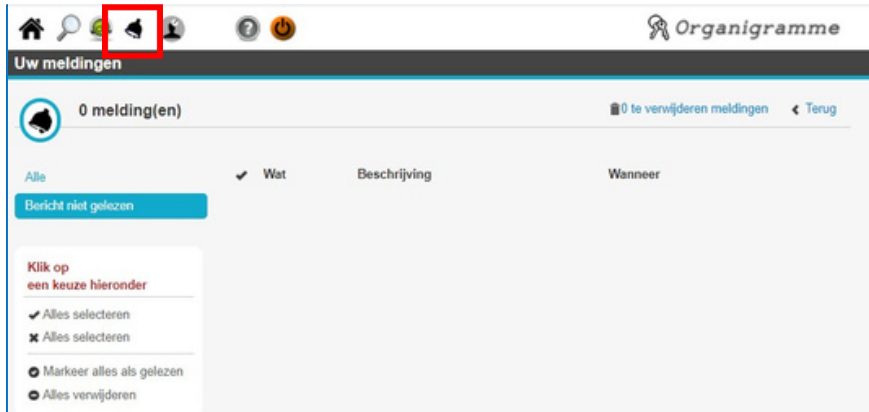 Organigramme
Uw meldingen
0 melding(en)
0 te verwijderen meldingen
Terug
Alle
Wat
Beschrijving
Wanneer
Bericht niet gelezen
Klik op
een keuze hieronder
Alles selecteren
Alles selecteren
Markeer alles als gelezen
Alles verwijderen